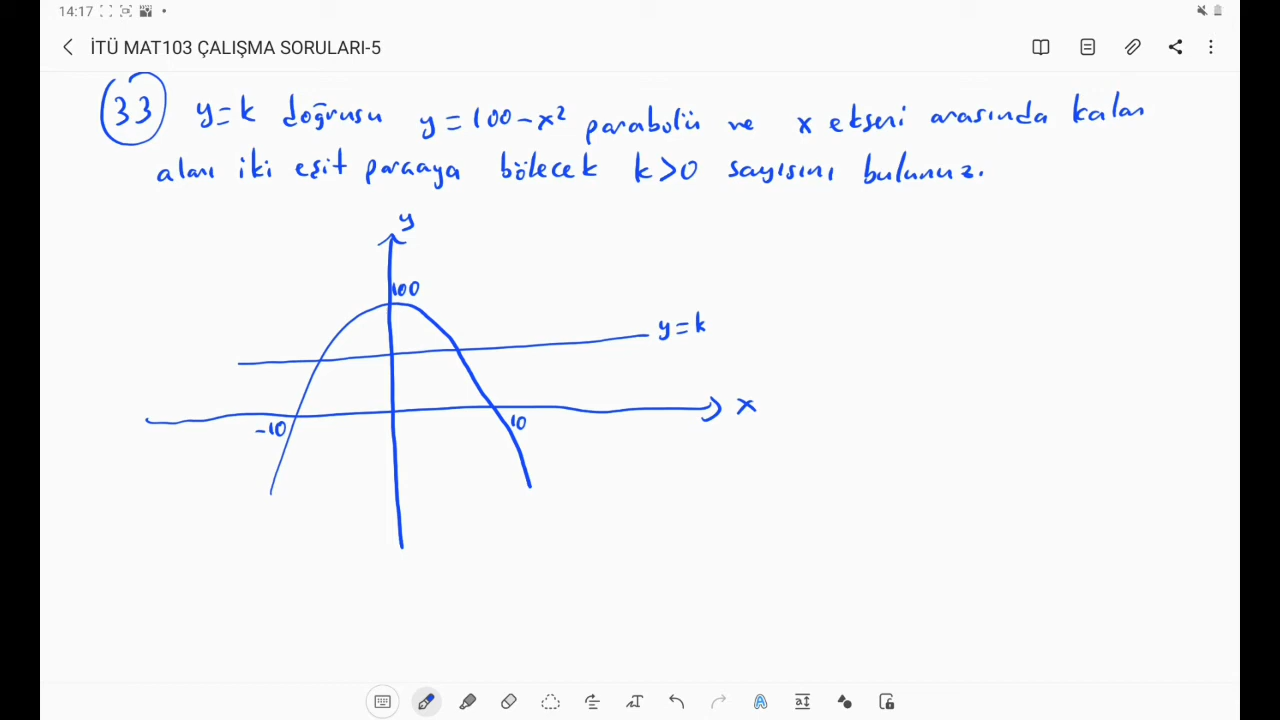 14:17
İTÜ MAT103 ÇALIŞMA SORULARI-5
33 y=k doğrusu y=100-x² parabolü ve x ekseni arasında kalan
alanı iki eşit parçaya bölecek k>0 sayısını bulunuz.
y
100
y=k
x
-10
10